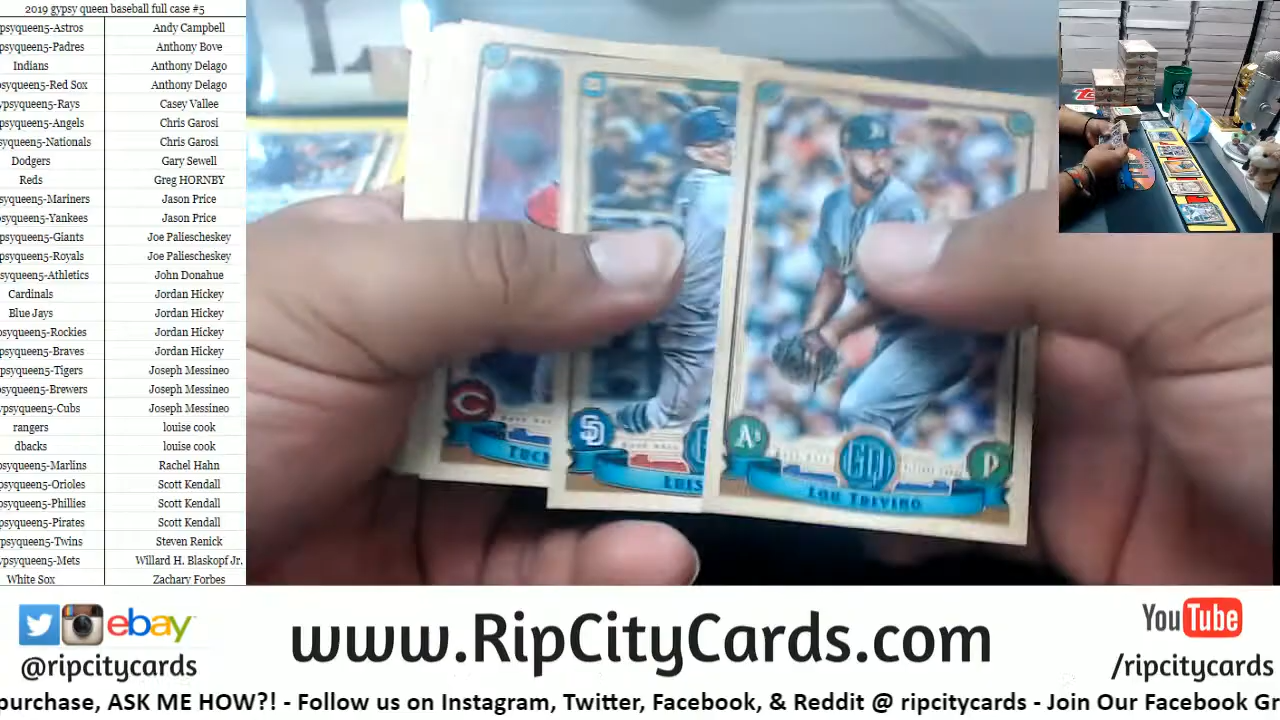 2019 gypsy queen baseball full case #5
psyqueen5-Astros Andy Campbell
psyqueen5-Padres Anthony Bove
Indians Anthony Delago
psyqueen5-Red Sox Anthony Delago
ypsyqueen5-Rays Casey Vallee
psyqueen5-Angels Chris Garosi
syqueen5-Nationals Chris Garosi
Dodgers Gary Sewell
Reds Greg HORNBY
psyqueen5-Mariners Jason Price
psyqueen5-Yankees Jason Price
psyqueen5-Giants Joe Paliescheskey
psyqueen5-Royals Joe Paliescheskey
syqueen5-Athletics John Donahue
Cardinals Jordan Hickey
Blue Jays Jordan Hickey
psyqueen5-Rockies Jordan Hickey
psyqueen5-Braves Jordan Hickey
psyqueen5-Tigers Joseph Messineo
psyqueen5-Brewers Joseph Messineo
ypsyqueen5-Cubs Joseph Messineo
rangers louise cook
dbacks louise cook
psyqueen5-Marlins Rachel Hahn
psyqueen5-Orioles Scott Kendall
psyqueen5-Phillies Scott Kendall
psyqueen5-Pirates Scott Kendall
psyqueen5-Twins Steven Renick
ypsyqueen5-Mets Willard H. Blaskopf Jr.
White Sox Zachary Forbes
C
SD
LUIS
A's
GQ
P
LOU TRIVINO
ebay
@ripcitycards
www.RipCityCards.com
YouTube
/ripcitycards
purchase, ASK ME HOW?! - Follow us on Instagram, Twitter, Facebook, & Reddit @ ripcitycards - Join Our Facebook Gr